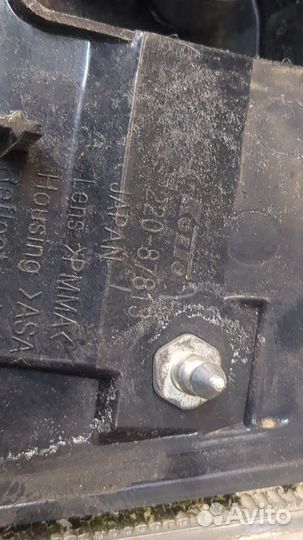 KOITO
220-87813
JAPAN
Lens >PMMA<
Housing >ASA
Avito